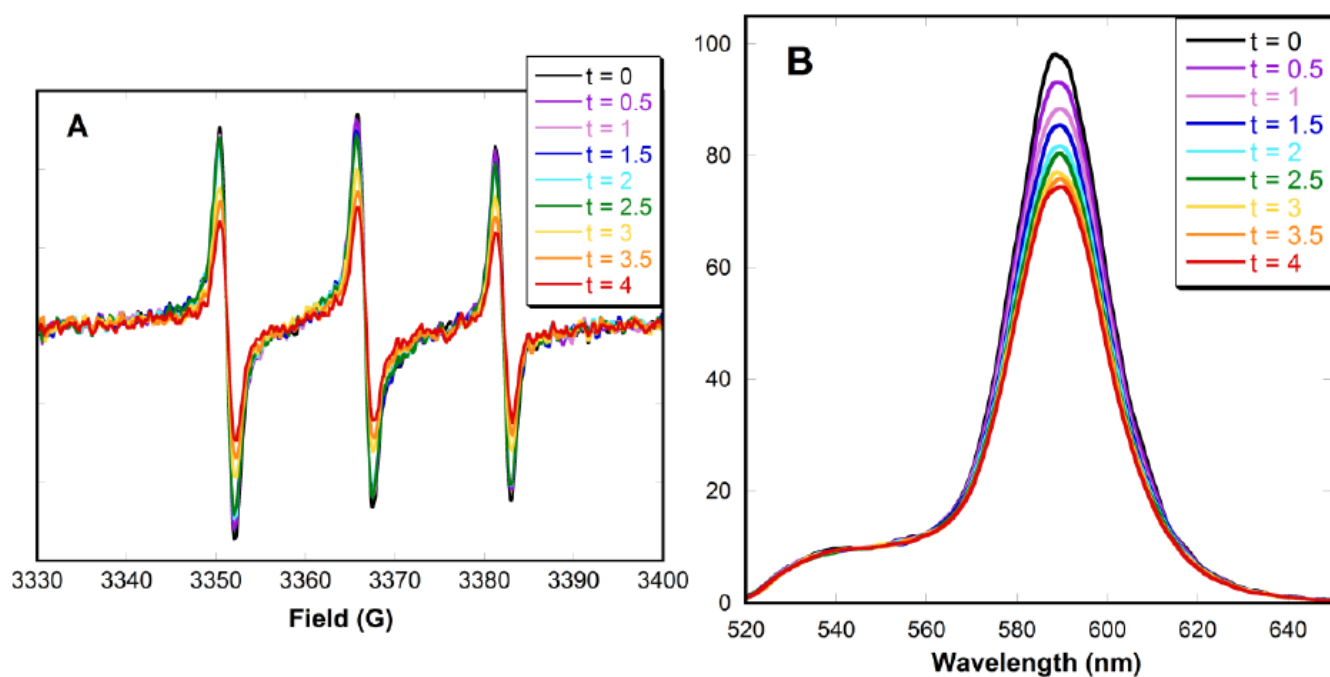 A
t = 0
t = 0.5
t = 1
t = 1.5
t = 2
t = 2.5
t = 3
t = 3.5
t = 4
3330 3340 3350 3360 3370 3380 3390 3400
Field (G)
B
t = 0
t = 0.5
t = 1
t = 1.5
t = 2
t = 2.5
t = 3
t = 3.5
t = 4
100
80
60
40
20
0
520 540 560 580 600 620 640
Wavelength (nm)